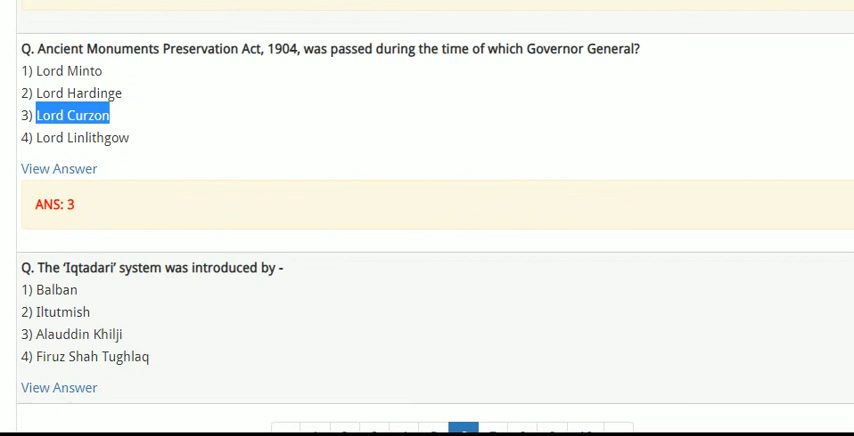 Q. Ancient Monuments Preservation Act, 1904, was passed during the time of which Governor General?
1) Lord Minto
2) Lord Hardinge
3) Lord Curzon
4) Lord Linlithgow
View Answer
ANS: 3
Q. The ‘Iqtadari’ system was introduced by -
1) Balban
2) Iltutmish
3) Alauddin Khilji
4) Firuz Shah Tughlaq
View Answer